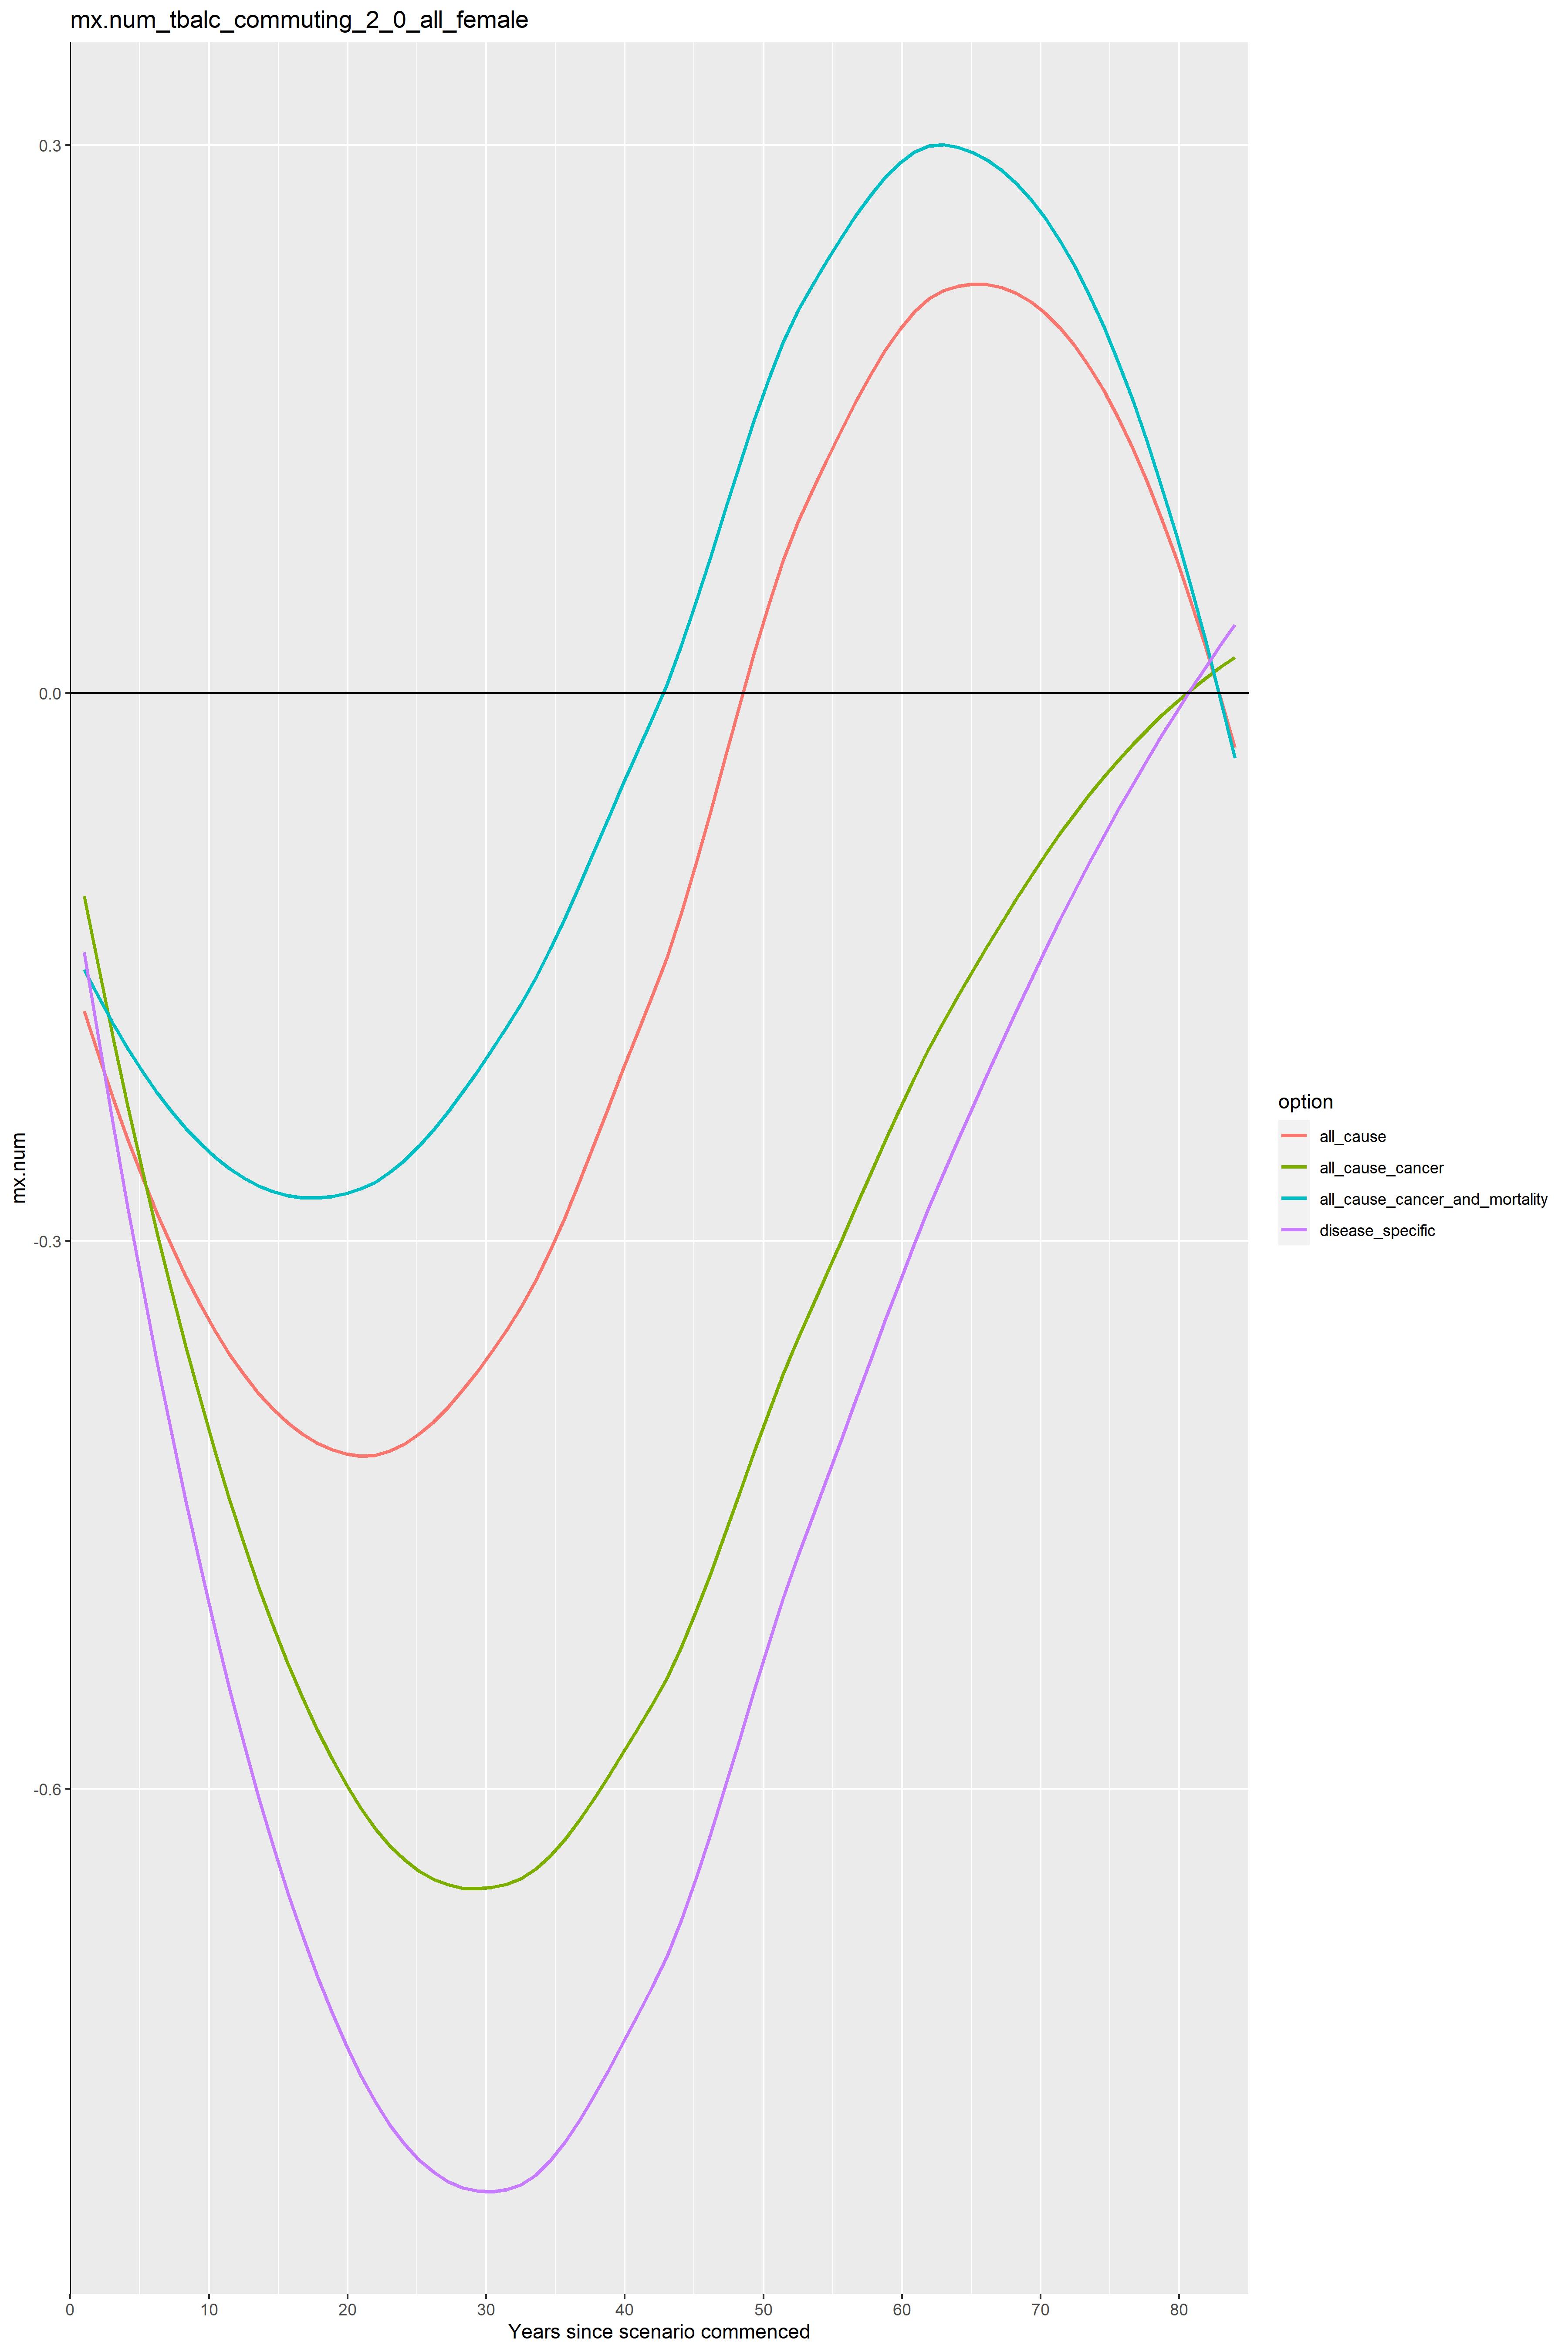 mx.num_tbalc_commuting_2_0_all_female
0.3
0.0
-0.3
-0.6
mx.num
0 10 20 30 40 50 60 70 80
Years since scenario commenced
option
all_cause
all_cause_cancer
all_cause_cancer_and_mortality
disease_specific